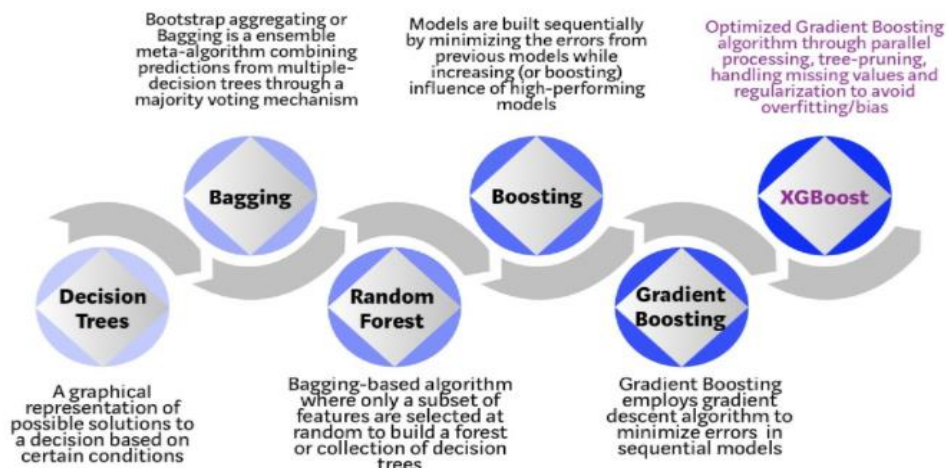 Bootstrap aggregating or
Bagging is a ensemble
meta-algorithm combining
predictions from multiple-
decision trees through a
majority voting mechanism
Models are built sequentially
by minimizing the errors from
previous models while
increasing (or boosting)
influence of high-performing
models
Optimized Gradient Boosting
algorithm through parallel
processing, tree-pruning,
handling missing values and
regularization to avoid
overfitting/bias
Bagging
Boosting
XGBoost
Decision
Trees
Random
Forest
Gradient
Boosting
A graphical
representation of
possible solutions to
a decision based on
certain conditions
Bagging-based algorithm
where only a subset of
features are selected at
random to build a forest
or collection of decision
trees
Gradient Boosting
employs gradient
descent algorithm to
minimize errors in
sequential models